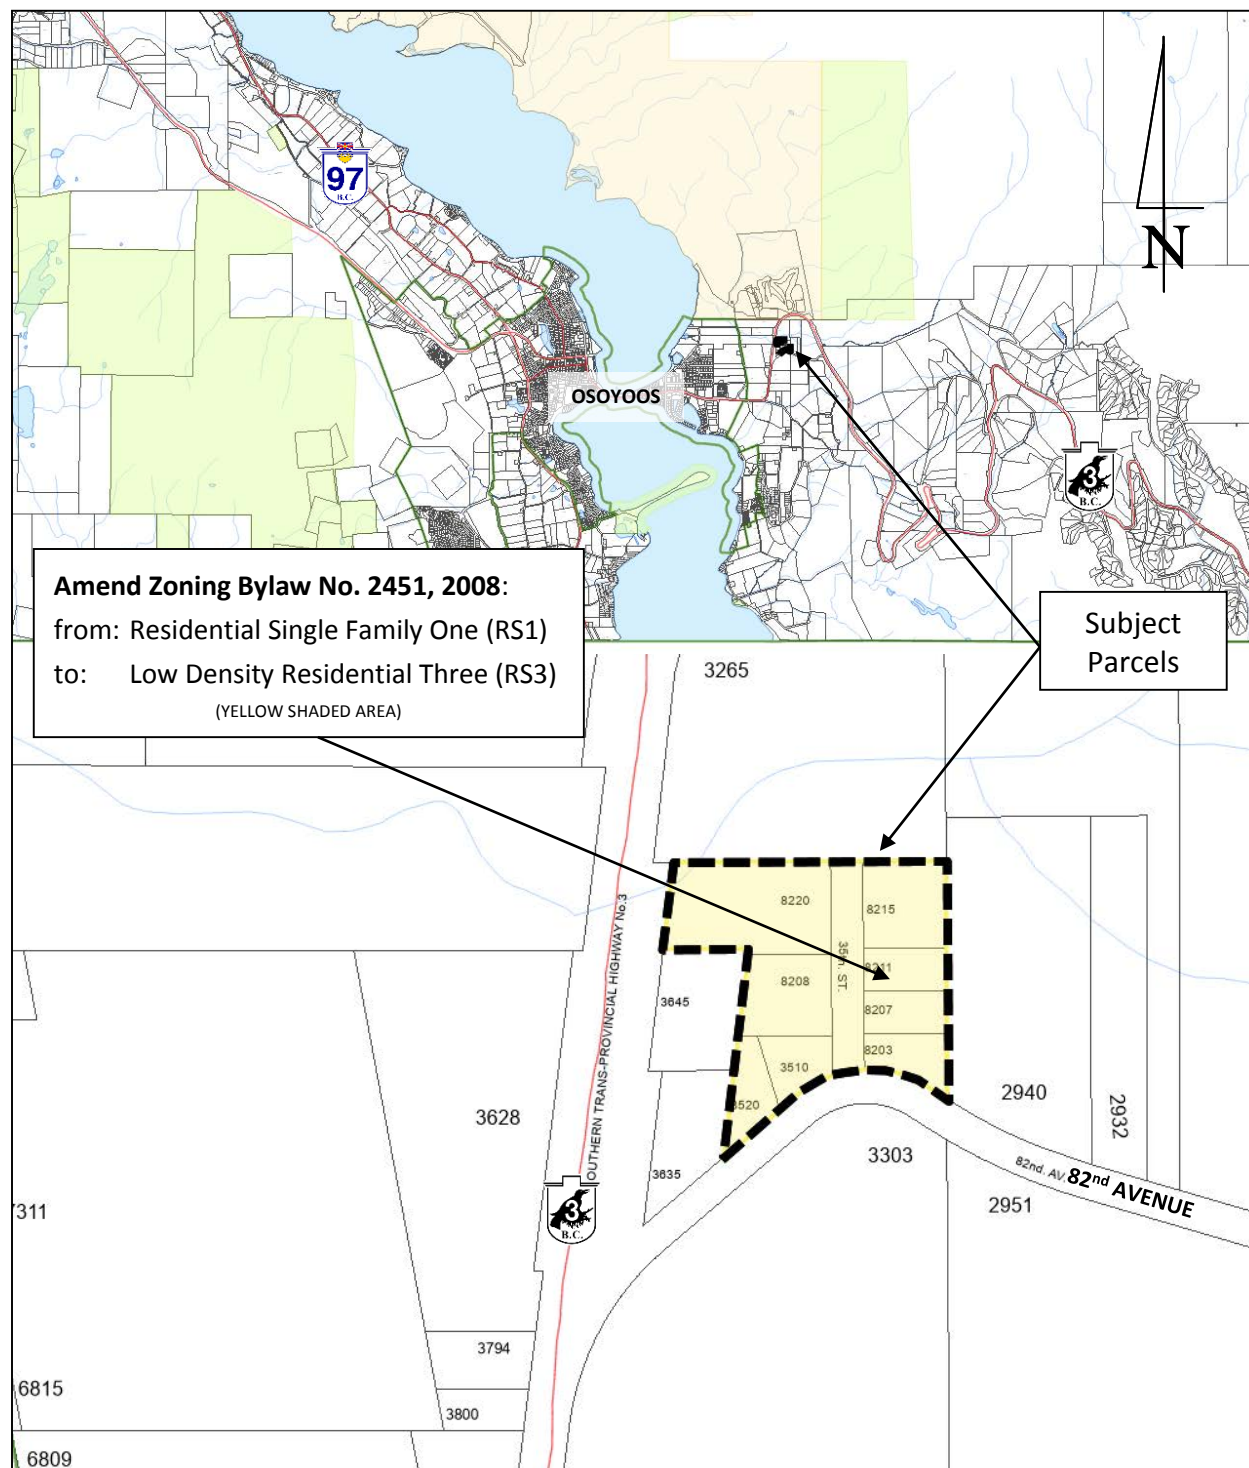 97
B.C.
N
OSOYOOS
3
B.C.
Amend Zoning Bylaw No. 2451, 2008:
from: Residential Single Family One (RS1)
to: Low Density Residential Three (RS3)
(YELLOW SHADED AREA)
Subject
Parcels
3265
8220
8215
35th. ST.
8211
8208
3645
8207
8203
3510
3520
OUTHERN TRANS-PROVINCIAL HIGHWAY No.3
3628
2940
2932
3303
3635
82nd. AV.
82nd AVENUE
2951
7311
3
B.C.
3794
6815
3800
6809